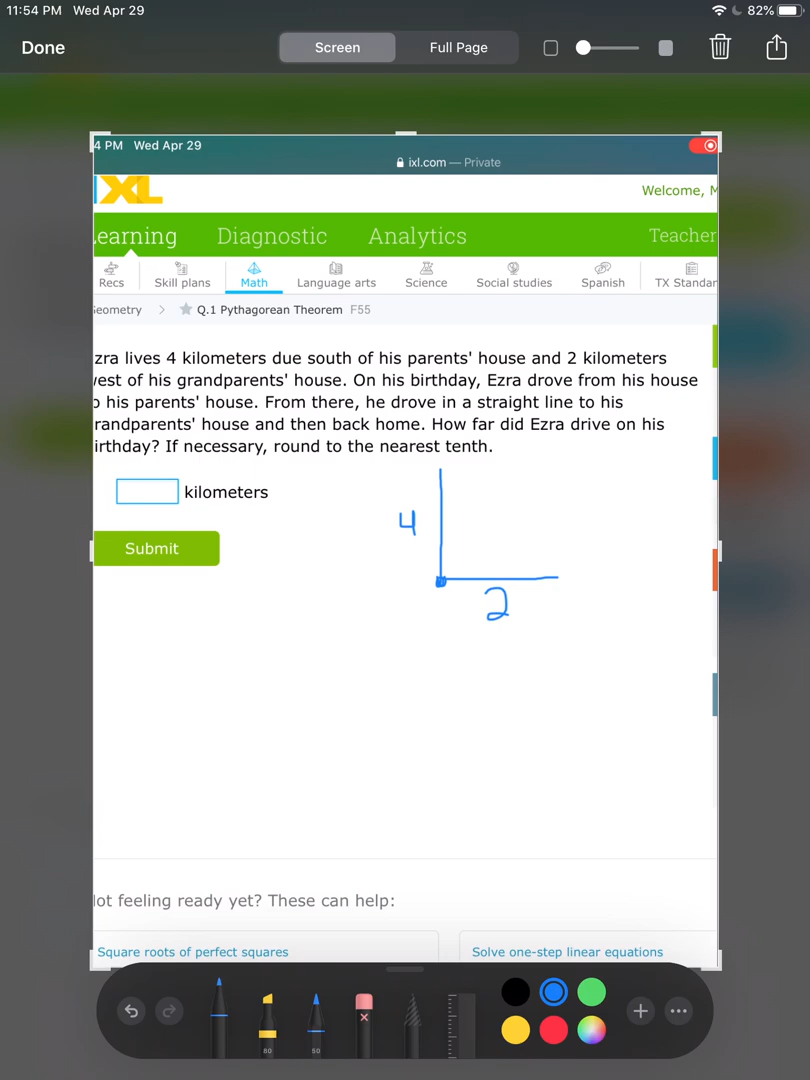 11:54 PM Wed Apr 29 82%
Done Screen Full Page
4 PM Wed Apr 29
ixl.com — Private
IXL Welcome, M
earning Diagnostic Analytics Teacher
Recs Skill plans Math Language arts Science Social studies Spanish TX Standar
Geometry > Q.1 Pythagorean Theorem F55
zra lives 4 kilometers due south of his parents' house and 2 kilometers
est of his grandparents' house. On his birthday, Ezra drove from his house
o his parents' house. From there, he drove in a straight line to his
randparents' house and then back home. How far did Ezra drive on his
irthday? If necessary, round to the nearest tenth.
kilometers
4
Submit
2
lot feeling ready yet? These can help:
Square roots of perfect squares Solve one-step linear equations
80 50